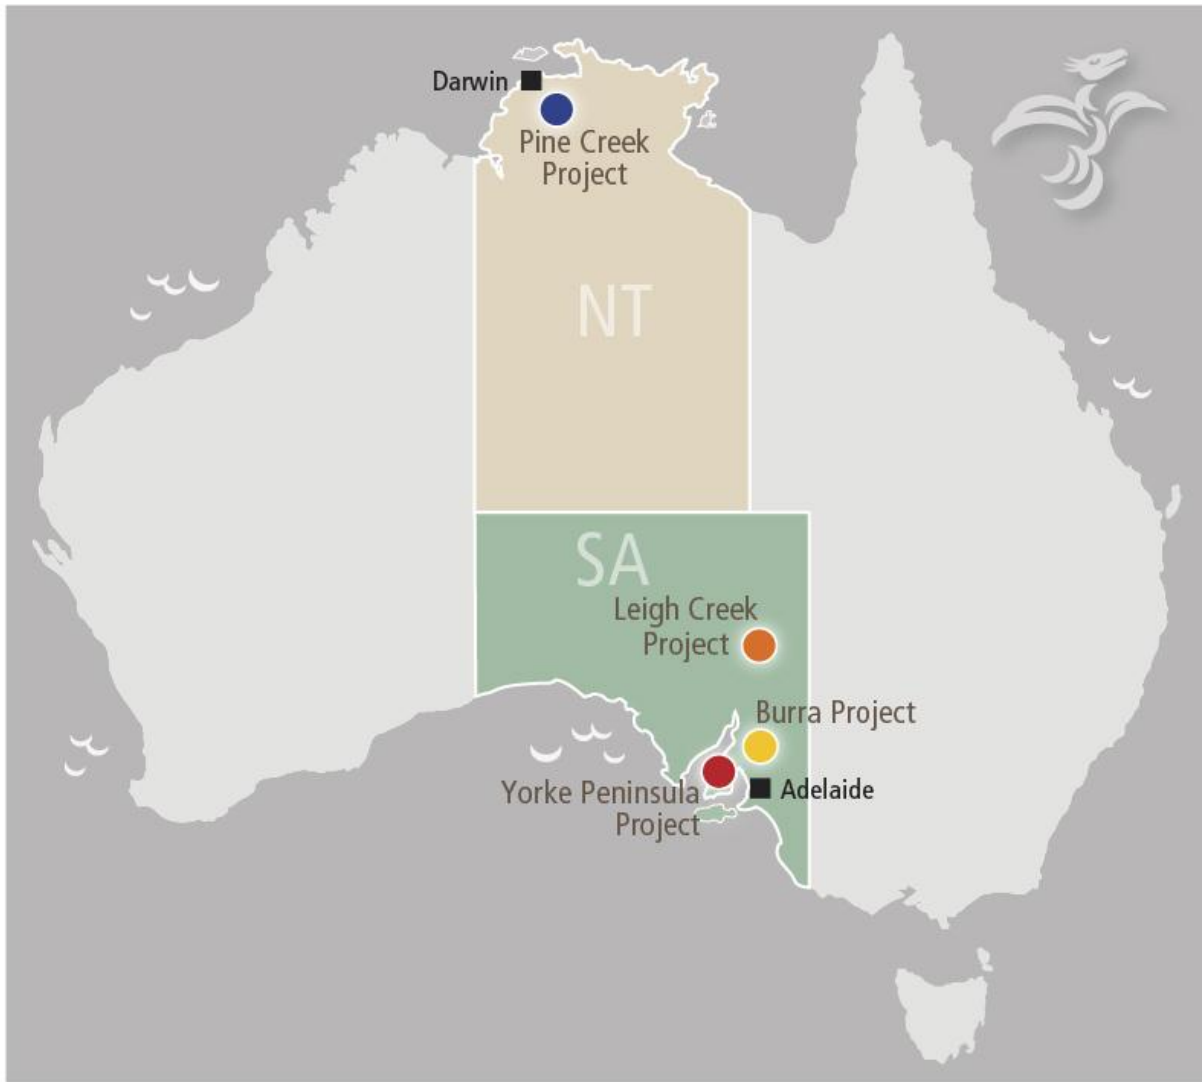 Darwin
Pine Creek
Project
NT
SA
Leigh Creek
Project
Burra Project
Yorke Peninsula
Project
Adelaide